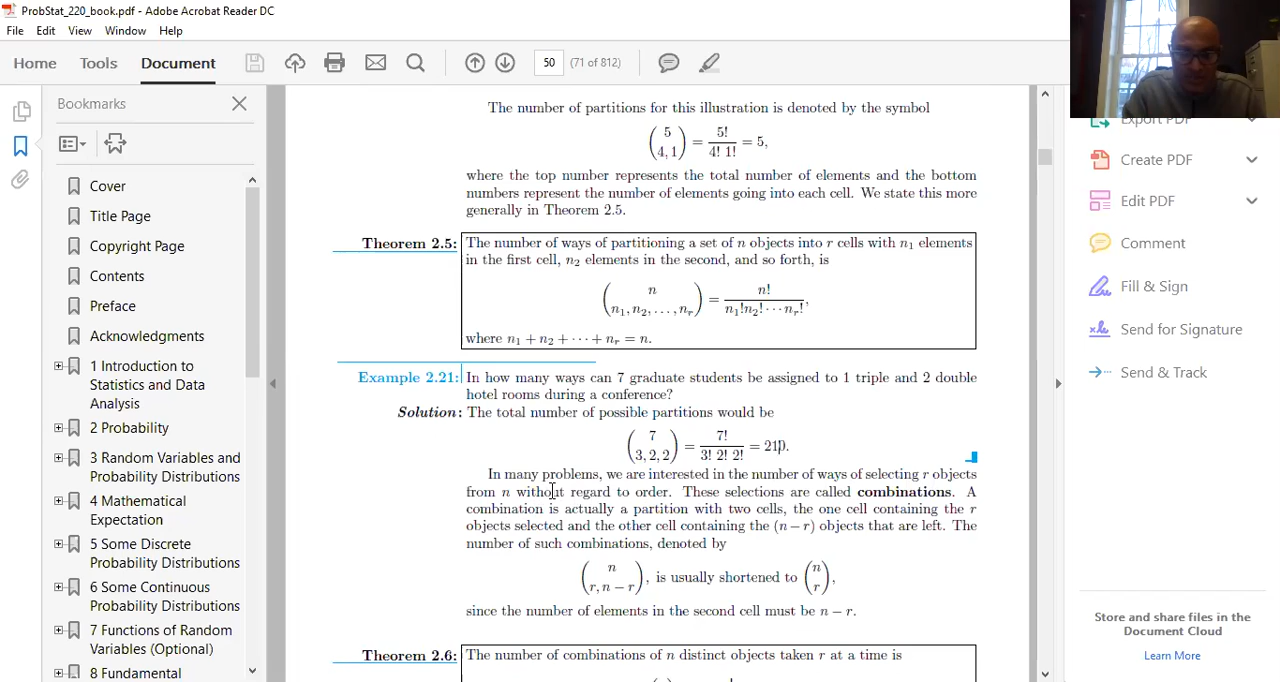 ProbStat_220_book.pdf - Adobe Acrobat Reader DC
File Edit View Window Help
Home Tools Document 50 (71 of 812)
Bookmarks
Cover
Title Page
Copyright Page
Contents
Preface
Acknowledgments
1 Introduction to
Statistics and Data
Analysis
2 Probability
3 Random Variables and
Probability Distributions
4 Mathematical
Expectation
5 Some Discrete
Probability Distributions
6 Some Continuous
Probability Distributions
7 Functions of Random
Variables (Optional)
8 Fundamental
The number of partitions for this illustration is denoted by the symbol
(5 4, 1) = 5! / 4! 1! = 5,
where the top number represents the total number of elements and the bottom
numbers represent the number of elements going into each cell. We state this more
generally in Theorem 2.5.
Theorem 2.5: The number of ways of partitioning a set of n objects into r cells with n₁ elements
in the first cell, n₂ elements in the second, and so forth, is
(n n₁, n₂, . . . , nᵣ) = n! / n₁!n₂! · · · nᵣ!,
where n₁ + n₂ + · · · + nᵣ = n.
Example 2.21: In how many ways can 7 graduate students be assigned to 1 triple and 2 double
hotel rooms during a conference?
Solution: The total number of possible partitions would be
(7 3, 2, 2) = 7! / 3! 2! 2! = 210.
In many problems, we are interested in the number of ways of selecting r objects
from n without regard to order. These selections are called combinations. A
combination is actually a partition with two cells, the one cell containing the r
objects selected and the other cell containing the (n − r) objects that are left. The
number of such combinations, denoted by
(n r, n − r), is usually shortened to (n r),
since the number of elements in the second cell must be n − r.
Theorem 2.6: The number of combinations of n distinct objects taken r at a time is
Export PDF
Create PDF
Edit PDF
Comment
Fill & Sign
Send for Signature
Send & Track
Store and share files in the
Document Cloud
Learn More